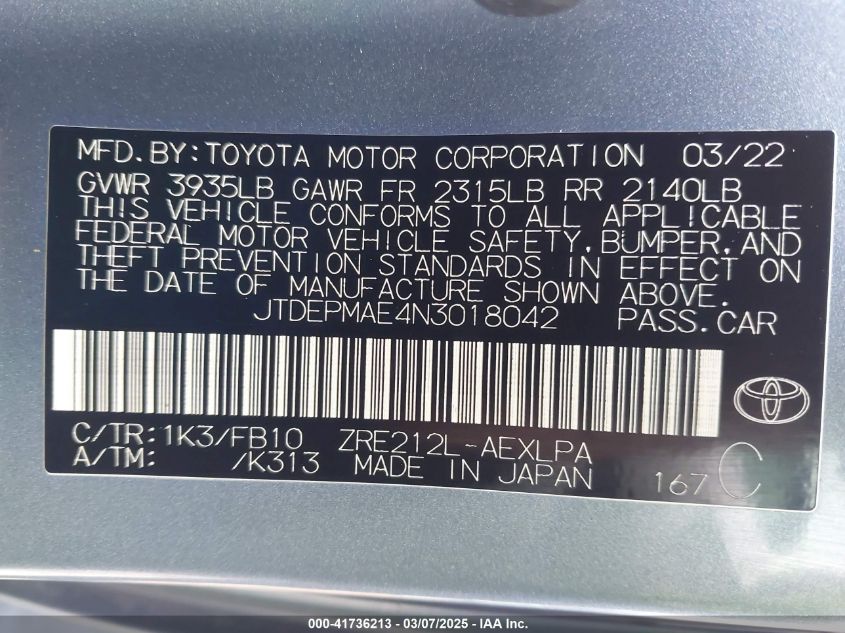 MFD.BY:TOYOTA MOTOR CORPORATION 03/22
GVWR 3935LB GAWR FR 2315LB RR 2140LB
THIS VEHICLE CONFORMS TO ALL APPLICABLE
FEDERAL MOTOR VEHICLE SAFETY,BUMPER,AND
THEFT PREVENTION STANDARDS IN EFFECT ON
THE DATE OF MANUFACTURE SHOWN ABOVE.
JTDEPMAE4N3018042 PASS.CAR
C/TR:1K3/FB10 ZRE212L-AEXLPA
A/TM: /K313 MADE IN JAPAN 167 C
000-41736213 - 03/07/2025 - IAA Inc.